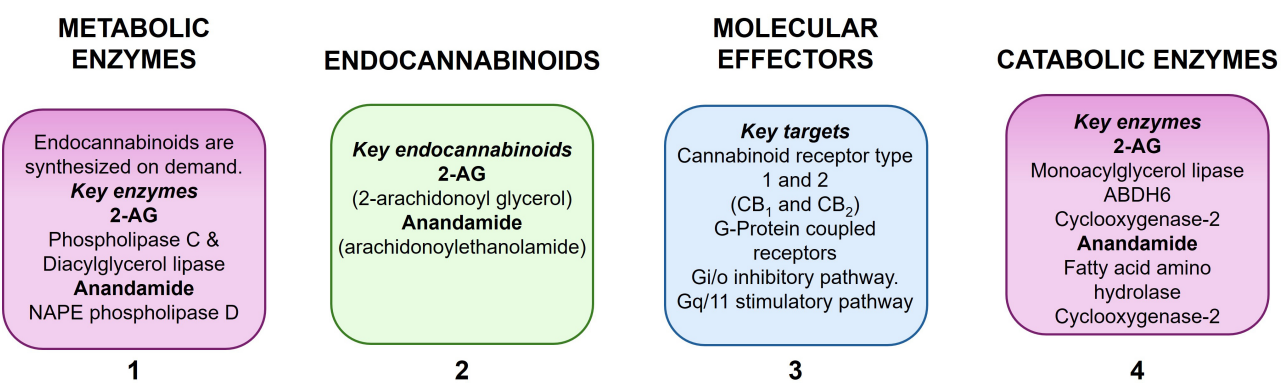 METABOLIC
ENZYMES
Endocannabinoids are
synthesized on demand.
Key enzymes
2-AG
Phospholipase C &
Diacylglycerol lipase
Anandamide
NAPE phospholipase D
1
ENDOCANNABINOIDS
Key endocannabinoids
2-AG
(2-arachidonoyl glycerol)
Anandamide
(arachidonoylethanolamide)
2
MOLECULAR
EFFECTORS
Key targets
Cannabinoid receptor type
1 and 2
(CB₁ and CB₂)
G-Protein coupled
receptors
Gi/o inhibitory pathway.
Gq/11 stimulatory pathway
3
CATABOLIC ENZYMES
Key enzymes
2-AG
Monoacylglycerol lipase
ABDH6
Cyclooxygenase-2
Anandamide
Fatty acid amino
hydrolase
Cyclooxygenase-2
4